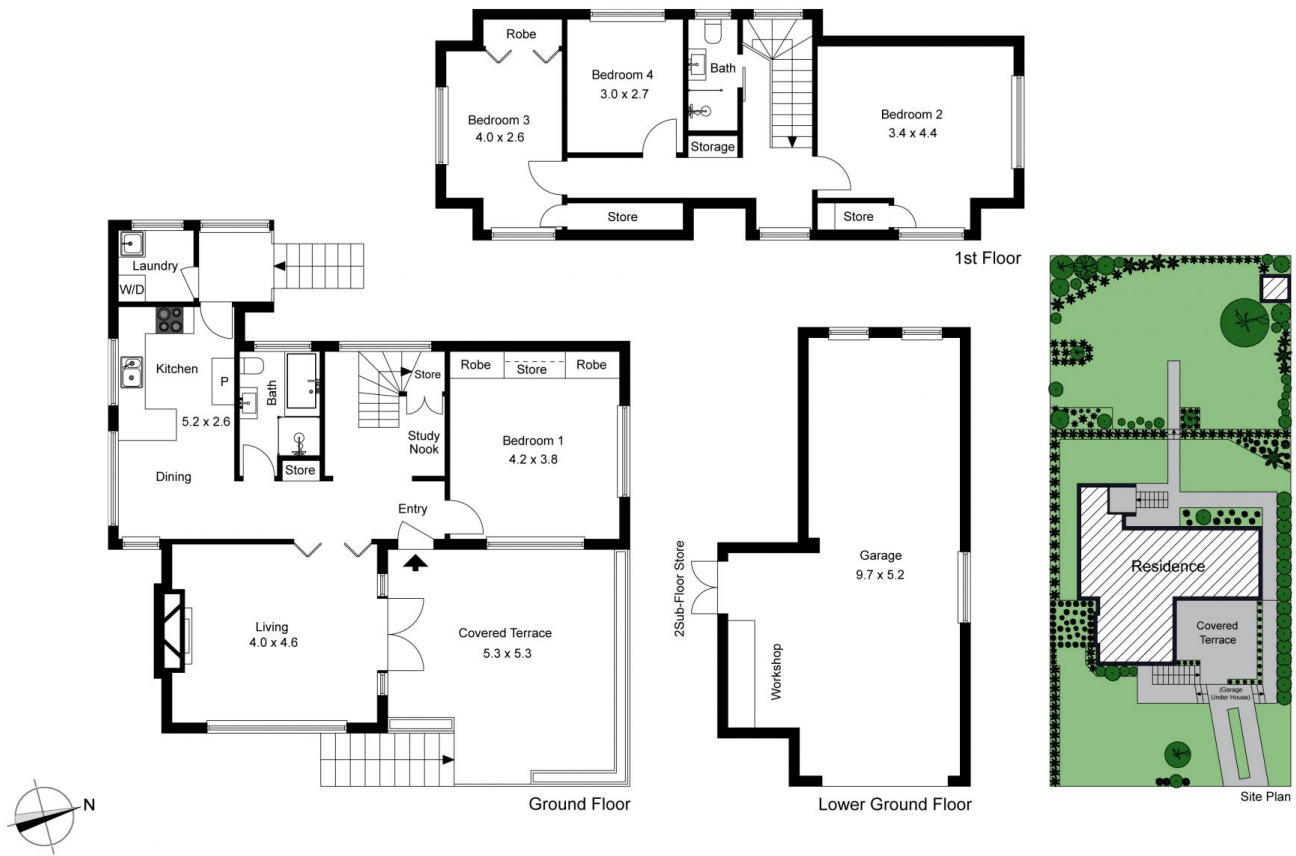 Robe
Bedroom 3
4.0 x 2.6
Bedroom 4
3.0 x 2.7
Bath
Storage
Bedroom 2
3.4 x 4.4
Store
Store
1st Floor
Laundry
W/D
Kitchen
P
5.2 x 2.6
Dining
Bath
Store
Store
Study
Nook
Robe
Store
Robe
Bedroom 1
4.2 x 3.8
Entry
Living
4.0 x 4.6
Covered Terrace
5.3 x 5.3
Ground Floor
N
2Sub-Floor Store
Garage
9.7 x 5.2
Workshop
Lower Ground Floor
Residence
Covered
Terrace
(Garage
Under House)
Site Plan